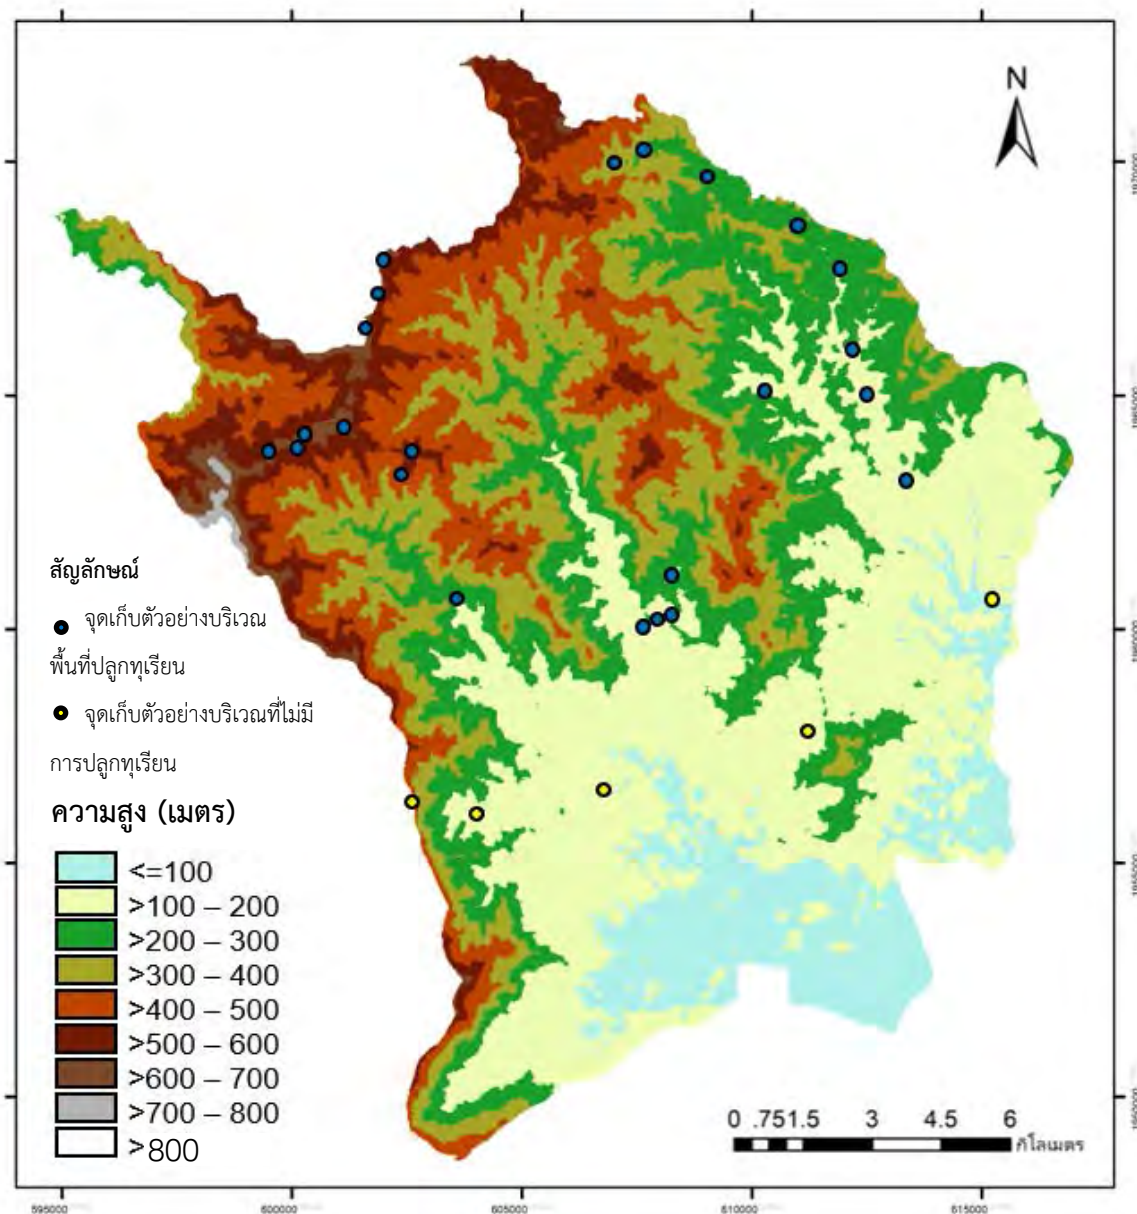 N
สัญลักษณ์
จุดเก็บตัวอย่างบริเวณ
พื้นที่ปลูกทุเรียน
จุดเก็บตัวอย่างบริเวณที่ไม่มี
การปลูกทุเรียน
ความสูง (เมตร)
<=100
>100 – 200
>200 – 300
>300 – 400
>400 – 500
>500 – 600
>600 – 700
>700 – 800
>800
0 .75 1.5 3 4.5 6
กิโลเมตร
595000 600000 605000 610000 615000